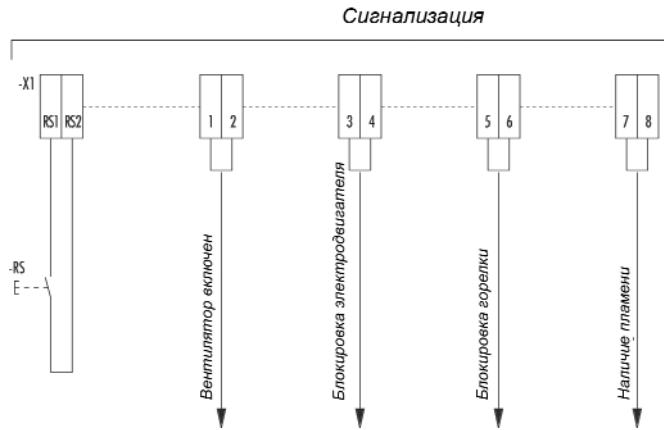 Сигнализация
-X1
RS1 RS2 1 2 3 4 5 6 7 8
-RS
E
Вентилятор включен
Блокировка электродвигателя
Блокировка горелки
Наличие пламени